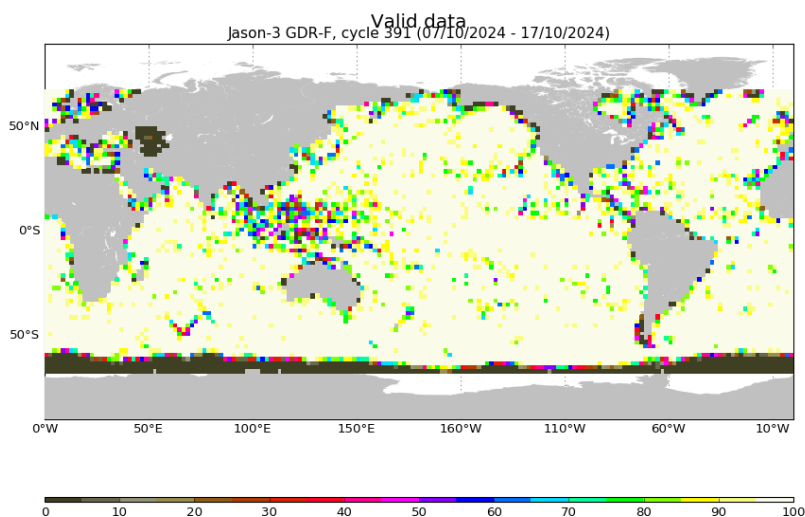 Valid data
Jason-3 GDR-F, cycle 391 (07/10/2024 - 17/10/2024)
50°N
0°S
50°S
0°W 50°E 100°E 150°E 160°W 110°W 60°W 10°W
0 10 20 30 40 50 60 70 80 90 100